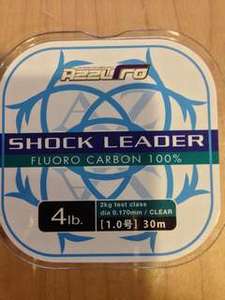 AZZUrro
SHOCK LEADER
FLUORO CARBON 100%
4lb.
2kg test class
dia 0.170mm / CLEAR
[1.0号] 30m